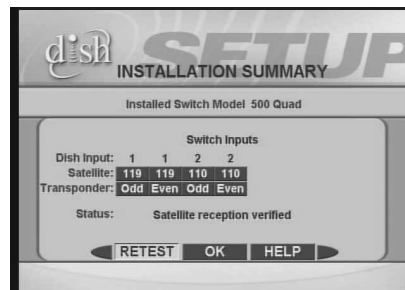 dish
SETUP
INSTALLATION SUMMARY
Installed Switch Model 500 Quad
Switch Inputs
Dish Input: 1 1 2 2
Satellite: 119 119 110 110
Transponder: Odd Even Odd Even
Status: Satellite reception verified
RETEST OK HELP